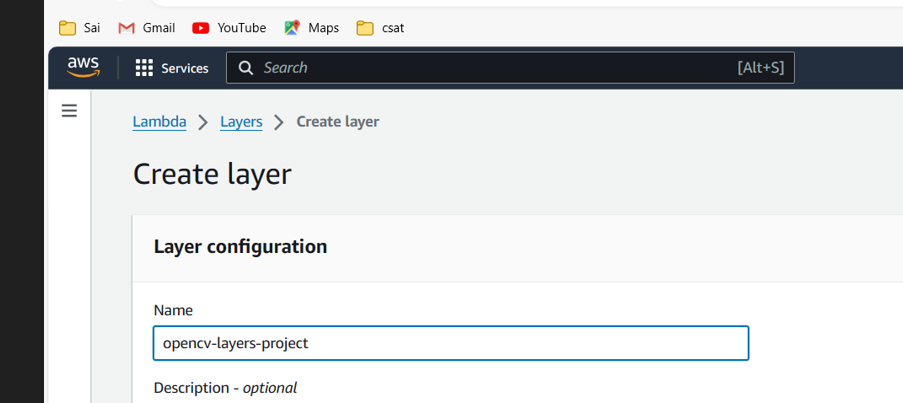 Sai Gmail YouTube Maps csat
aws Services Search [Alt+S]
Lambda Layers Create layer
Create layer
Layer configuration
Name
opencv-layers-project
Description - optional